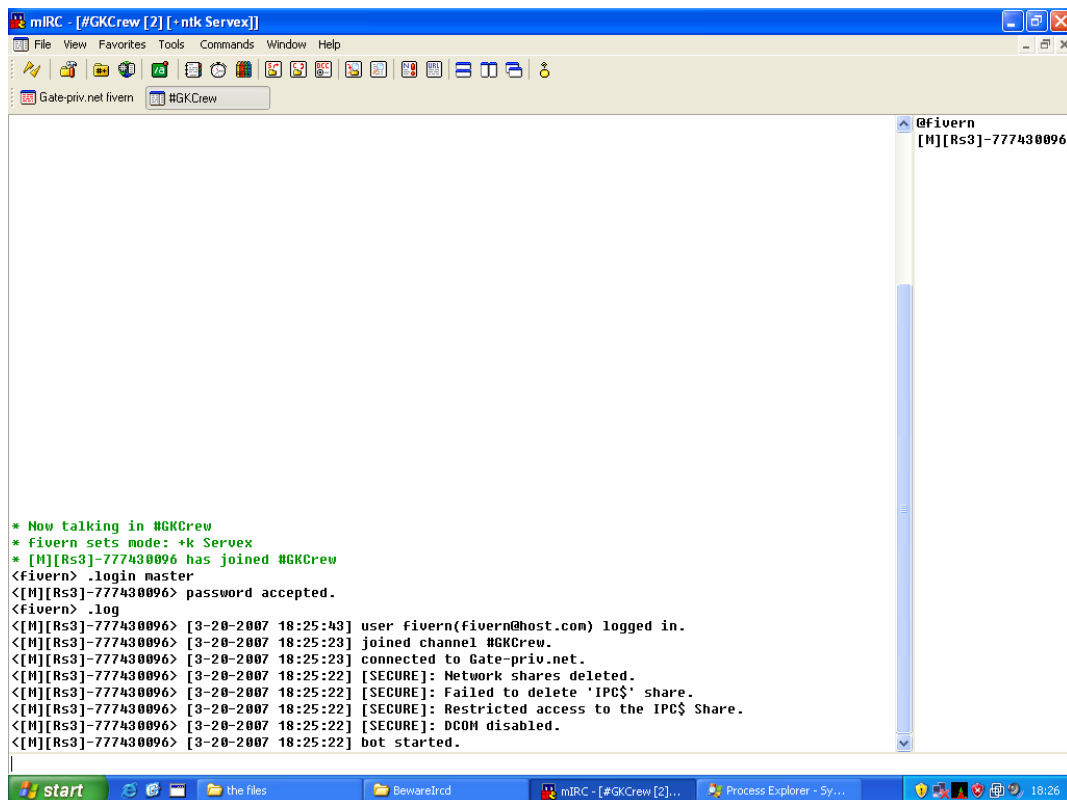 mIRC - [#GKCrew [2] [+ntk Servex]]
File View Favorites Tools Commands Window Help
Gate-priv.net fivern #GKCrew
@fivern
[M][Rs3]-777430096
* Now talking in #GKCrew
* fivern sets mode: +k Servex
* [M][Rs3]-777430096 has joined #GKCrew
<fivern> .login master
<[M][Rs3]-777430096> password accepted.
<fivern> .log
<[M][Rs3]-777430096> [3-20-2007 18:25:43] user fivern(fivern@host.com) logged in.
<[M][Rs3]-777430096> [3-20-2007 18:25:23] joined channel #GKCrew.
<[M][Rs3]-777430096> [3-20-2007 18:25:23] connected to Gate-priv.net.
<[M][Rs3]-777430096> [3-20-2007 18:25:22] [SECURE]: Network shares deleted.
<[M][Rs3]-777430096> [3-20-2007 18:25:22] [SECURE]: Failed to delete 'IPC$' share.
<[M][Rs3]-777430096> [3-20-2007 18:25:22] [SECURE]: Restricted access to the IPC$ Share.
<[M][Rs3]-777430096> [3-20-2007 18:25:22] [SECURE]: DCOM disabled.
<[M][Rs3]-777430096> [3-20-2007 18:25:22] bot started.
start the files BewareIrcd mIRC - [#GKCrew [2]... Process Explorer - Sy... 18:26